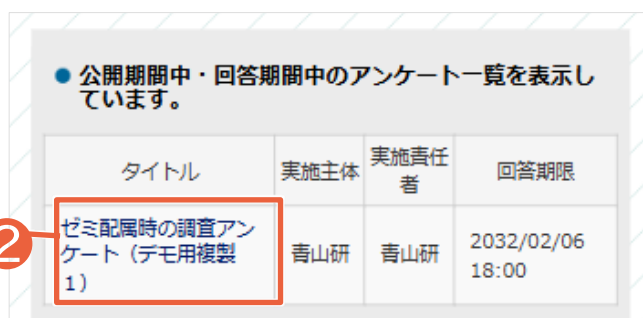 ● 公開期間中・回答期間中のアンケート一覧を表示し
ています。
タイトル 実施主体 実施責任
者 回答期限
2
ゼミ配属時の調査アン
ケート（デモ用複製
1）
青山研 青山研 2032/02/06
18:00